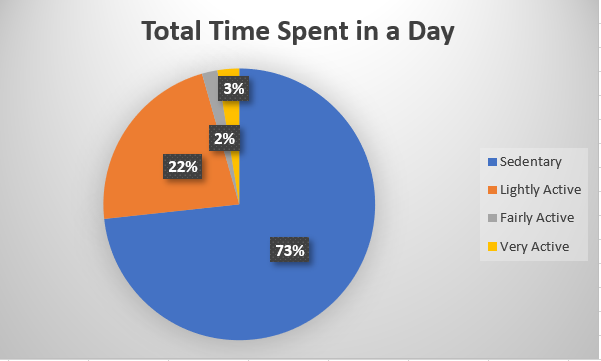 Total Time Spent in a Day
3%
2%
22%
73%
Sedentary
Lightly Active
Fairly Active
Very Active